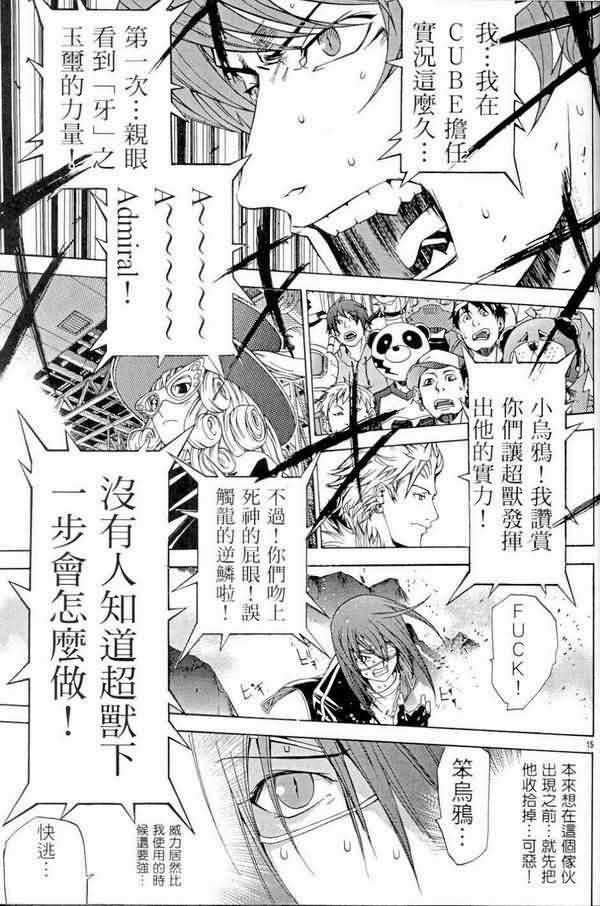 我…我在
CUBE擔任
實況這麼久…
第一次…親眼
看到「牙」之
玉璽的力量！
A～～～～～
A～～～～～
Admiral！
小烏鴉！我讚賞
你們讓超獸發揮
出他的實力！
不過！你們吻上
死神的屁眼！誤
觸龍的逆鱗啦！
沒有人知道超獸下
一步會怎麼做！
FUCK！
15
本來想在這個傢伙
出現之前…就先把
他收拾掉…可惡！
笨烏鴉…
威力居然比
我使用的時
候還要強…
快逃…